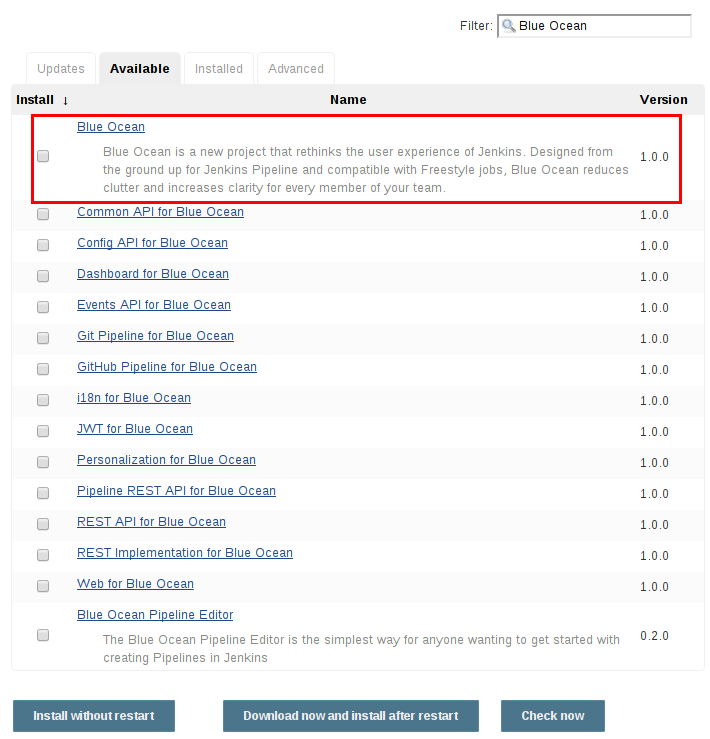 Filter: Blue Ocean
Updates Available Installed Advanced
Install ↓ Name Version
Blue Ocean
Blue Ocean is a new project that rethinks the user experience of Jenkins. Designed from
the ground up for Jenkins Pipeline and compatible with Freestyle jobs, Blue Ocean reduces
clutter and increases clarity for every member of your team.
1.0.0
Common API for Blue Ocean 1.0.0
Config API for Blue Ocean 1.0.0
Dashboard for Blue Ocean 1.0.0
Events API for Blue Ocean 1.0.0
Git Pipeline for Blue Ocean 1.0.0
GitHub Pipeline for Blue Ocean 1.0.0
i18n for Blue Ocean 1.0.0
JWT for Blue Ocean 1.0.0
Personalization for Blue Ocean 1.0.0
Pipeline REST API for Blue Ocean 1.0.0
REST API for Blue Ocean 1.0.0
REST Implementation for Blue Ocean 1.0.0
Web for Blue Ocean 1.0.0
Blue Ocean Pipeline Editor
The Blue Ocean Pipeline Editor is the simplest way for anyone wanting to get started with
creating Pipelines in Jenkins
0.2.0
Install without restart Download now and install after restart Check now